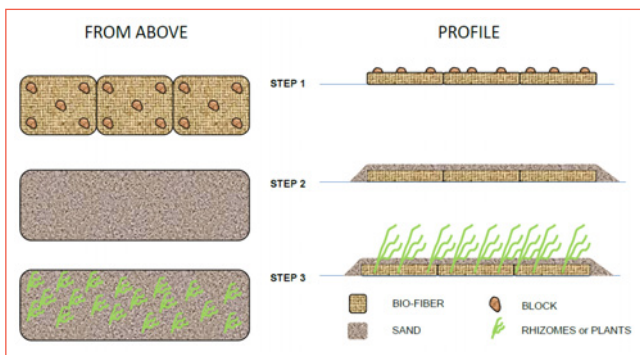 FROM ABOVE
PROFILE
STEP 1
STEP 2
STEP 3
BIO-FIBER
BLOCK
SAND
RHIZOMES or PLANTS